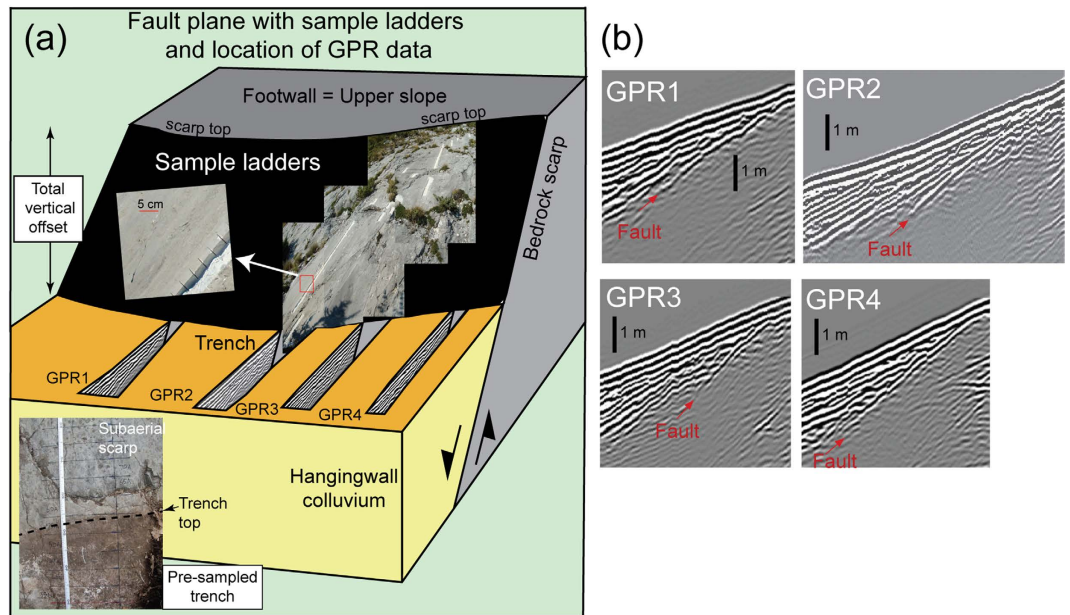 (a)
Fault plane with sample ladders
and location of GPR data
Footwall = Upper slope
scarp top
scarp top
Sample ladders
Total
vertical
offset
5 cm
Bedrock scarp
Trench
GPR1
GPR2
GPR3
GPR4
Subaerial
scarp
Trench
top
Hangingwall
colluvium
Pre-sampled
trench
(b)
GPR1
1 m
Fault
GPR2
1 m
Fault
GPR3
1 m
Fault
GPR4
1 m
Fault